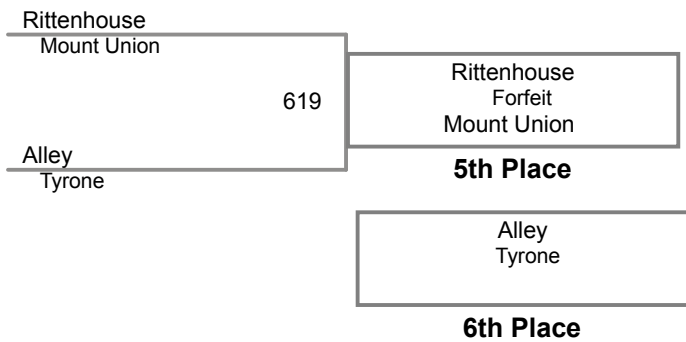 Rittenhouse
Mount Union
619
Alley
Tyrone
Rittenhouse
Forfeit
Mount Union
5th Place
Alley
Tyrone
6th Place